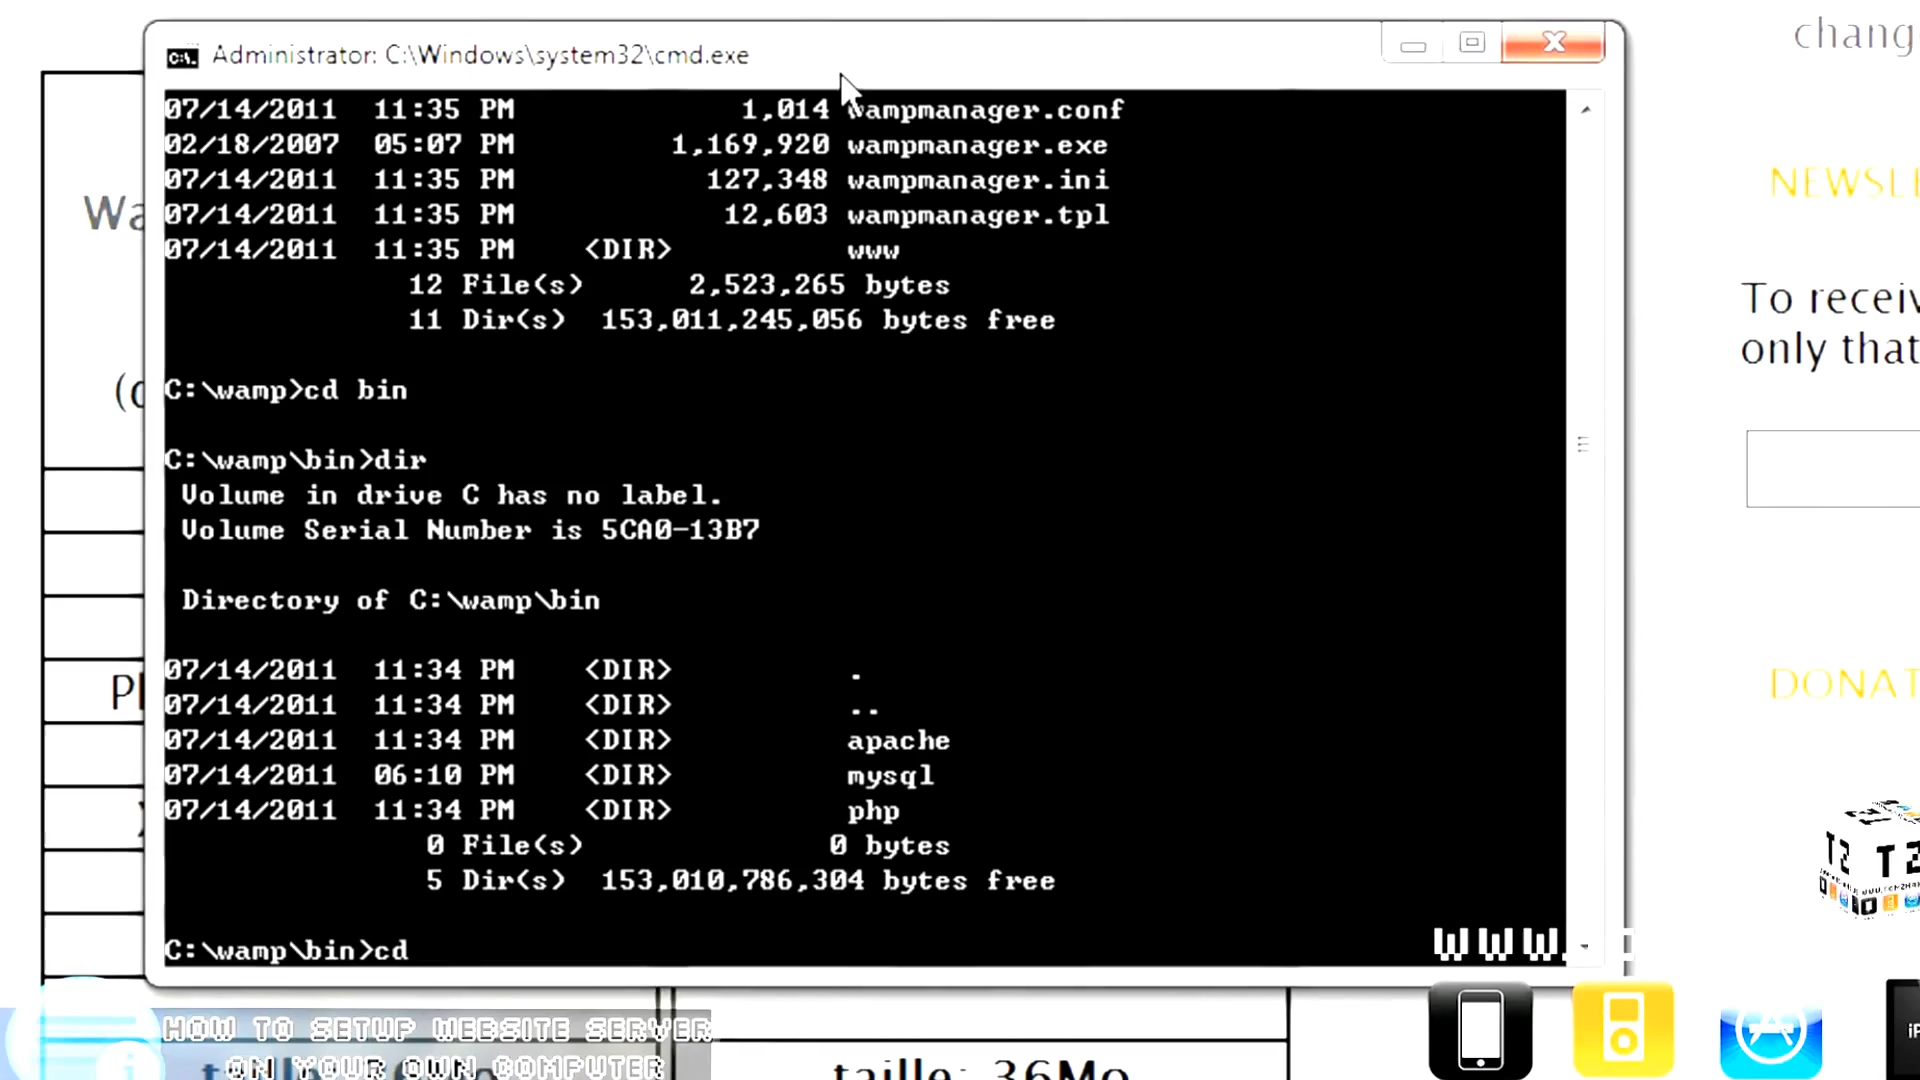 Administrator: C:\Windows\system32\cmd.exe
07/14/2011 11:35 PM 1,014 wampmanager.conf
02/18/2007 05:07 PM 1,169,920 wampmanager.exe
07/14/2011 11:35 PM 127,348 wampmanager.ini
07/14/2011 11:35 PM 12,603 wampmanager.tpl
07/14/2011 11:35 PM <DIR> www
12 File(s) 2,523,265 bytes
11 Dir(s) 153,011,245,056 bytes free
C:\wamp>cd bin
C:\wamp\bin>dir
Volume in drive C has no label.
Volume Serial Number is 5CA0-13B7
Directory of C:\wamp\bin
07/14/2011 11:34 PM <DIR> .
07/14/2011 11:34 PM <DIR> ..
07/14/2011 11:34 PM <DIR> apache
07/14/2011 06:10 PM <DIR> mysql
07/14/2011 11:34 PM <DIR> php
0 File(s) 0 bytes
5 Dir(s) 153,010,786,304 bytes free
C:\wamp\bin>cd
chang
NEWSLE
To receiv
only that
DONAT
www.
HOW TO SETUP WEBSITE SERVER
ON YOUR OWN COMPUTER
taille: 36Mo